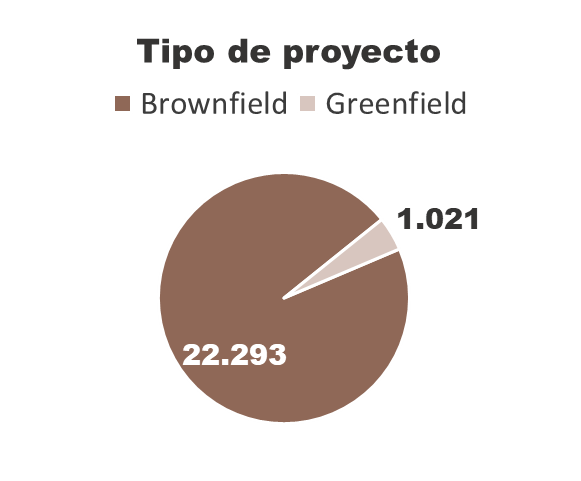 Tipo de proyecto
Brownfield Greenfield
1.021
22.293